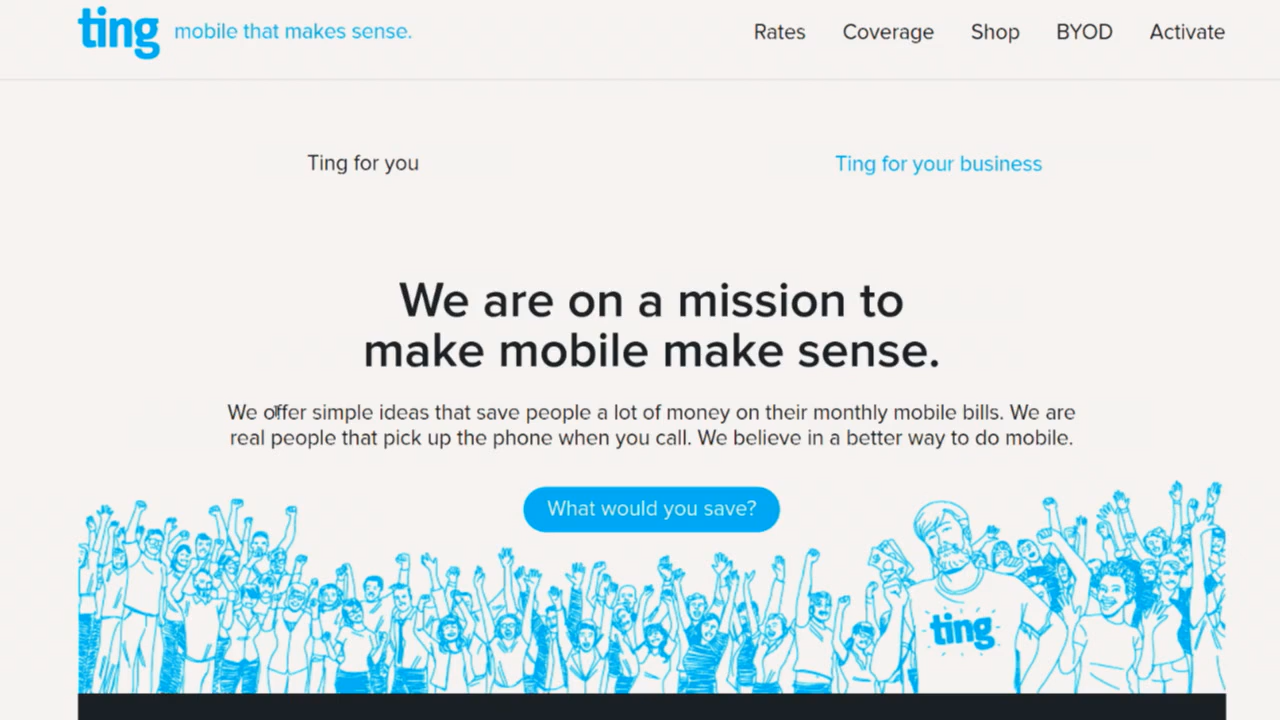 ting mobile that makes sense.
Rates Coverage Shop BYOD Activate
Ting for you
Ting for your business
We are on a mission to
make mobile make sense.
We offer simple ideas that save people a lot of money on their monthly mobile bills. We are
real people that pick up the phone when you call. We believe in a better way to do mobile.
What would you save?
ting